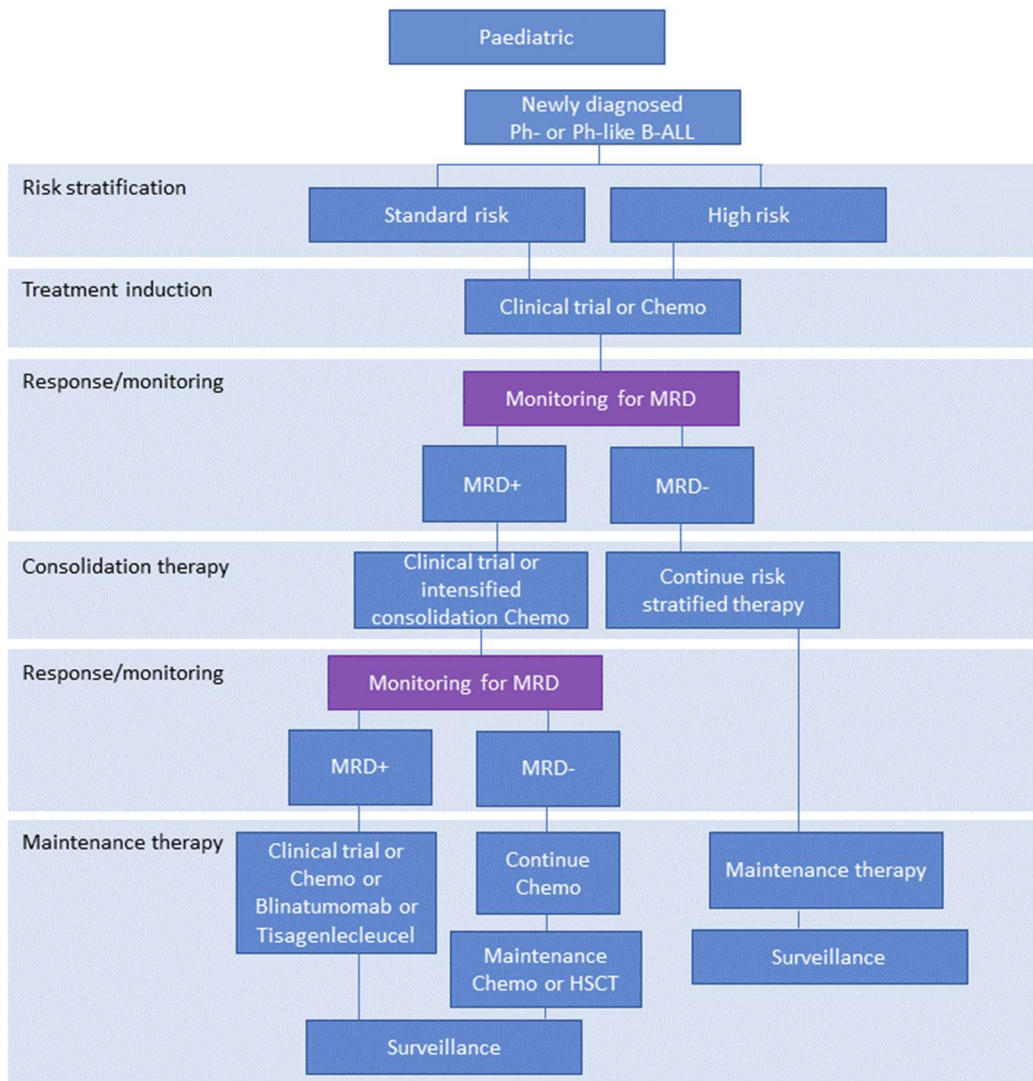 Paediatric
Newly diagnosed
Ph- or Ph-like B-ALL
Risk stratification
Standard risk
High risk
Treatment induction
Clinical trial or Chemo
Response/monitoring
Monitoring for MRD
MRD+
MRD-
Consolidation therapy
Clinical trial or
intensified
consolidation Chemo
Continue risk
stratified therapy
Response/monitoring
Monitoring for MRD
MRD+
MRD-
Maintenance therapy
Clinical trial or
Chemo or
Blinatumomab or
Tisagenlecleucel
Continue
Chemo
Maintenance therapy
Maintenance
Chemo or HSCT
Surveillance
Surveillance